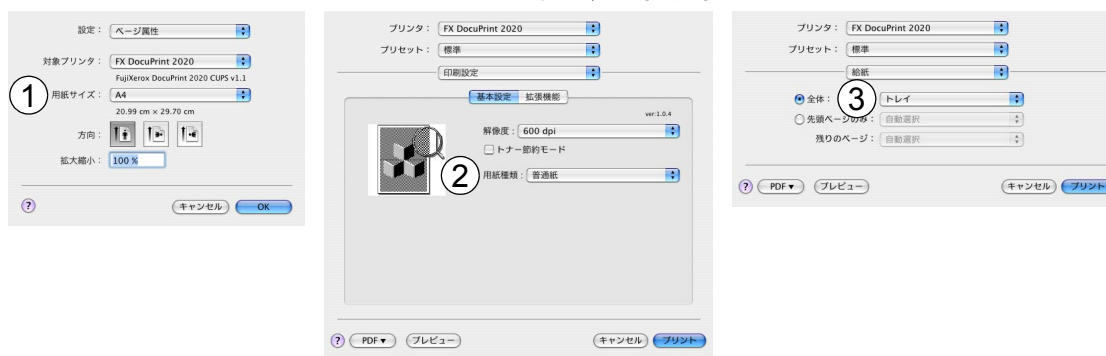 設定： ページ属性
対象プリンタ： FX DocuPrint 2020
FujiXerox DocuPrint 2020 CUPS v1.1
① 用紙サイズ： A4
20.99 cm × 29.70 cm
方向：
拡大縮小： 100 %
? キャンセル OK
プリンタ： FX DocuPrint 2020
プリセット： 標準
印刷設定
基本設定 拡張機能
ver:1.0.4
解像度： 600 dpi
トナー節約モード
② 用紙種類： 普通紙
? PDF▼ プレビュー キャンセル プリント
プリンタ： FX DocuPrint 2020
プリセット： 標準
給紙
全体： ③ トレイ
先頭ページのみ： 自動選択
残りのページ： 自動選択
? PDF▼ プレビュー キャンセル プリント